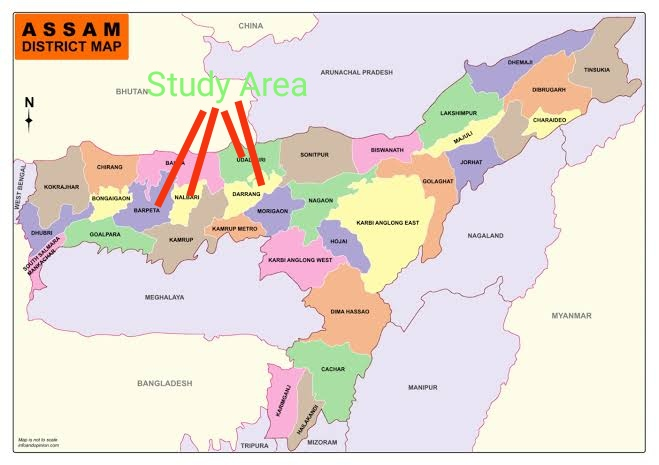 ASSAM
DISTRICT MAP
CHINA
ARUNACHAL PRADESH
BHUTAN
Study Area
N
DHEMAJI
TINSUKIA
DIBRUGARH
LAKSHIMPUR
CHARAIDEO
MAJULI
JORHAT
BISWANATH
SONITPUR
GOLAGHAT
CHIRANG
KOKRAJHAR
WEST BENGAL
BONGAIGAON
BARPETA
NALBARI
DARRANG
MORIGAON
NAGAON
KARBI ANGLONG EAST
DHUBRI
GOALPARA
KAMRUP
KAMRUP METRO
HOJAI
NAGALAND
SOUTH SALMARA
MANKACHAR
KARBI ANGLONG WEST
MEGHALAYA
DIMA HASSAO
MYANMAR
BANGLADESH
CACHAR
MANIPUR
KARIMGANJ
HAILAKANDI
TRIPURA
MIZORAM
Map is not to scale
infoandopinion.com